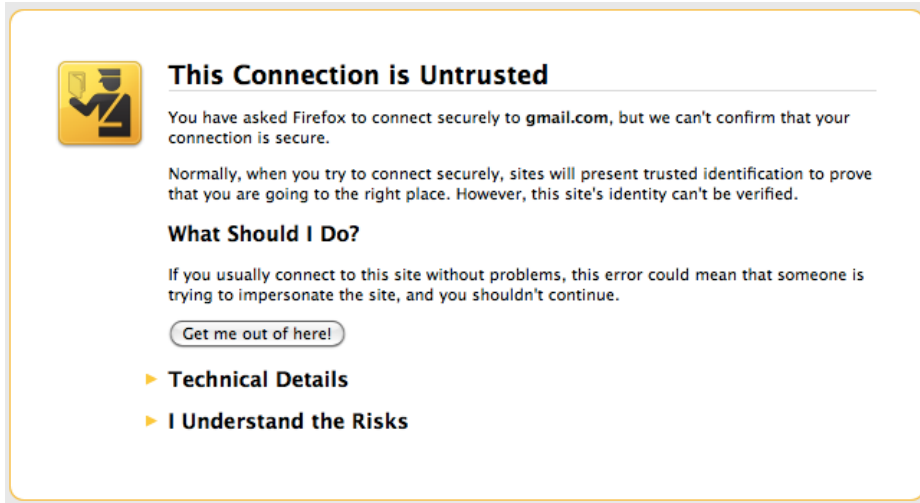 This Connection is Untrusted
You have asked Firefox to connect securely to gmail.com, but we can't confirm that your
connection is secure.
Normally, when you try to connect securely, sites will present trusted identification to prove
that you are going to the right place. However, this site's identity can't be verified.
What Should I Do?
If you usually connect to this site without problems, this error could mean that someone is
trying to impersonate the site, and you shouldn't continue.
Get me out of here!
Technical Details
I Understand the Risks